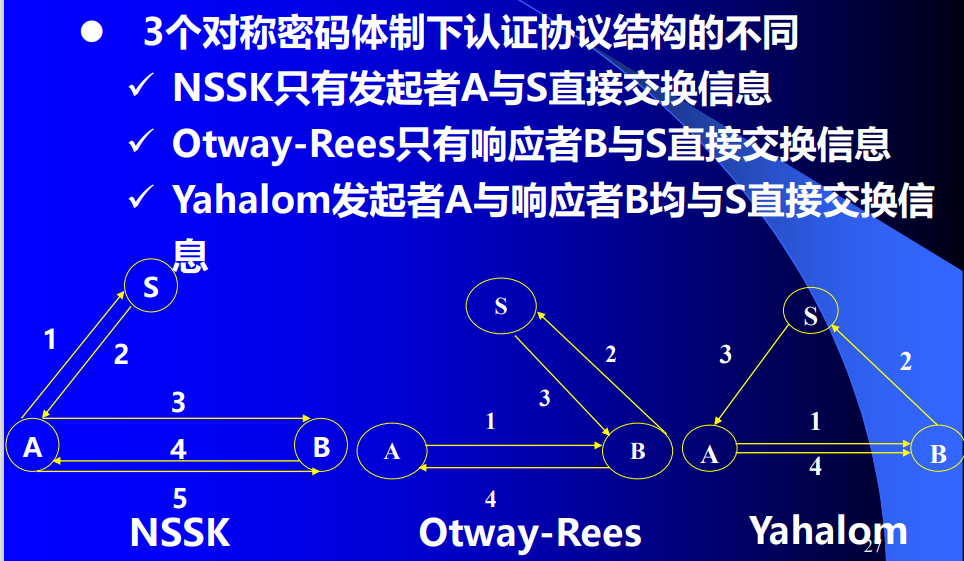 3个对称密码体制下认证协议结构的不同
NSSK只有发起者A与S直接交换信息
Otway-Rees只有响应者B与S直接交换信息
Yahalom发起者A与响应者B均与S直接交换信
息
S
1
2
A
3
4
B
5
NSSK
S
2
3
1
A
B
4
Otway-Rees
S
3
2
1
A
B
4
Yahalom
27